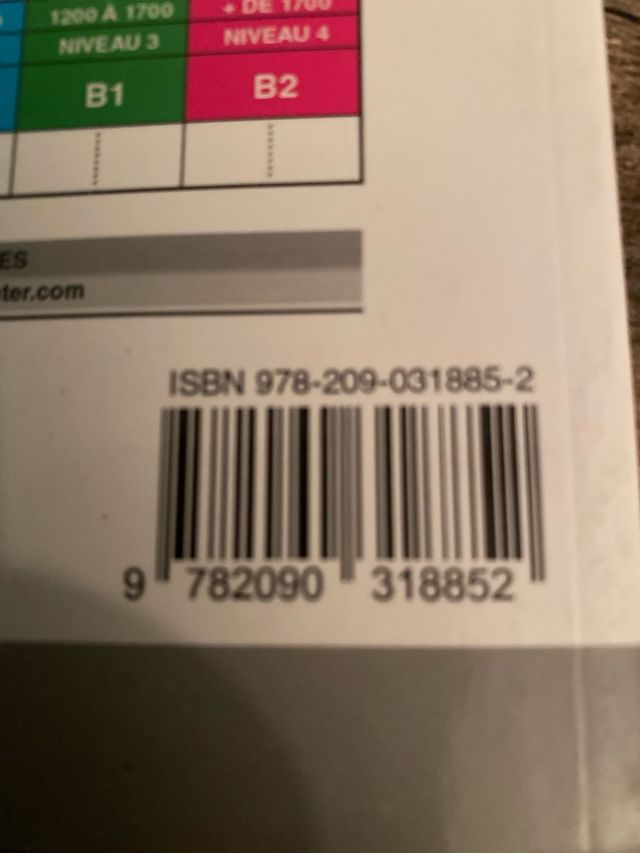 1200 À 1700
+ DE 1700
NIVEAU 3
NIVEAU 4
B1
B2
ES
ter.com
ISBN 978-209-031885-2
9 782090 318852